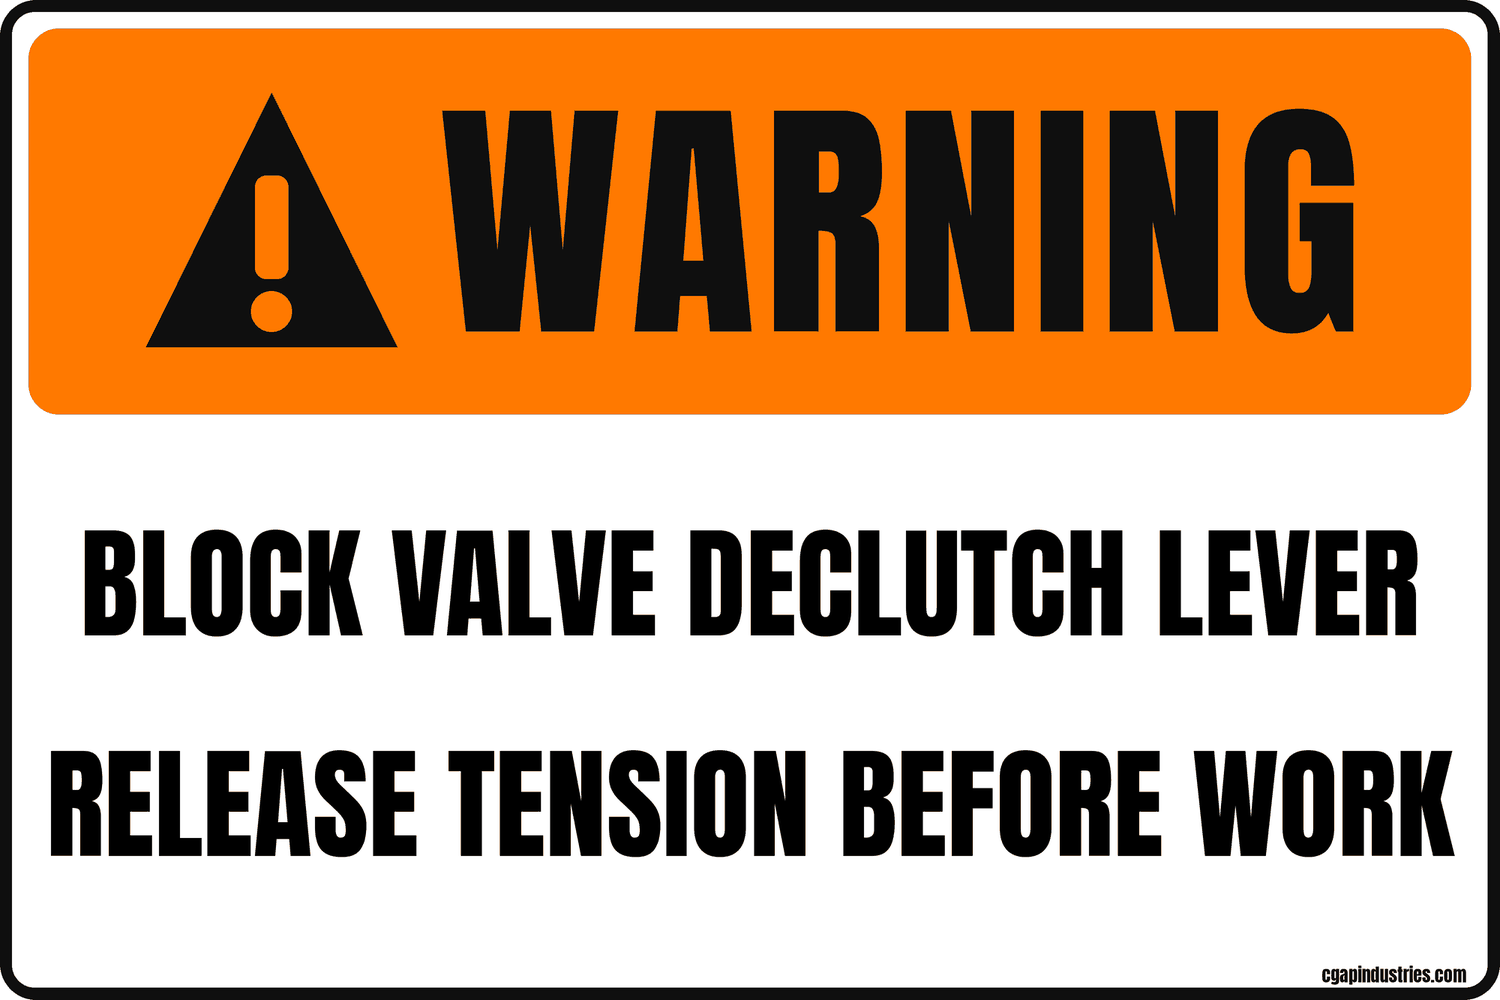 WARNING
BLOCK VALVE DECLUTCH LEVER
RELEASE TENSION BEFORE WORK
cgapindustries.com